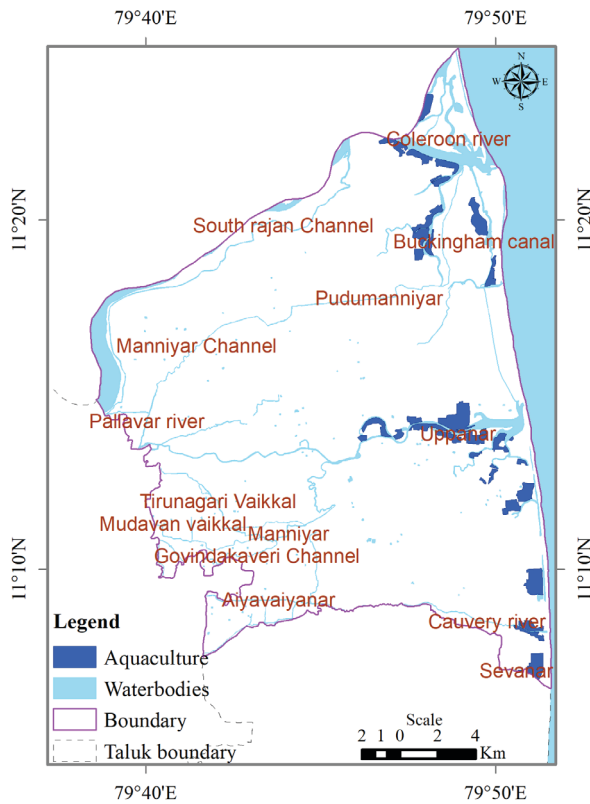 79°40'E 79°50'E
N
W E
S
Coleroon river
11°20'N 11°20'N
South rajan Channel
Buckingham canal
Pudumanniyar
Manniyar Channel
Pallavar river
Uppanar
Tirunagari Vaikkal
Mudavan vaikkal
Manniyar
Govindakaveri Channel
11°10'N 11°10'N
Aiyavaiyanar
Cauvery river
Sevanar
Legend
Aquaculture
Waterbodies
Boundary
Taluk boundary
Scale
2 1 0 2 4
Km
79°40'E 79°50'E